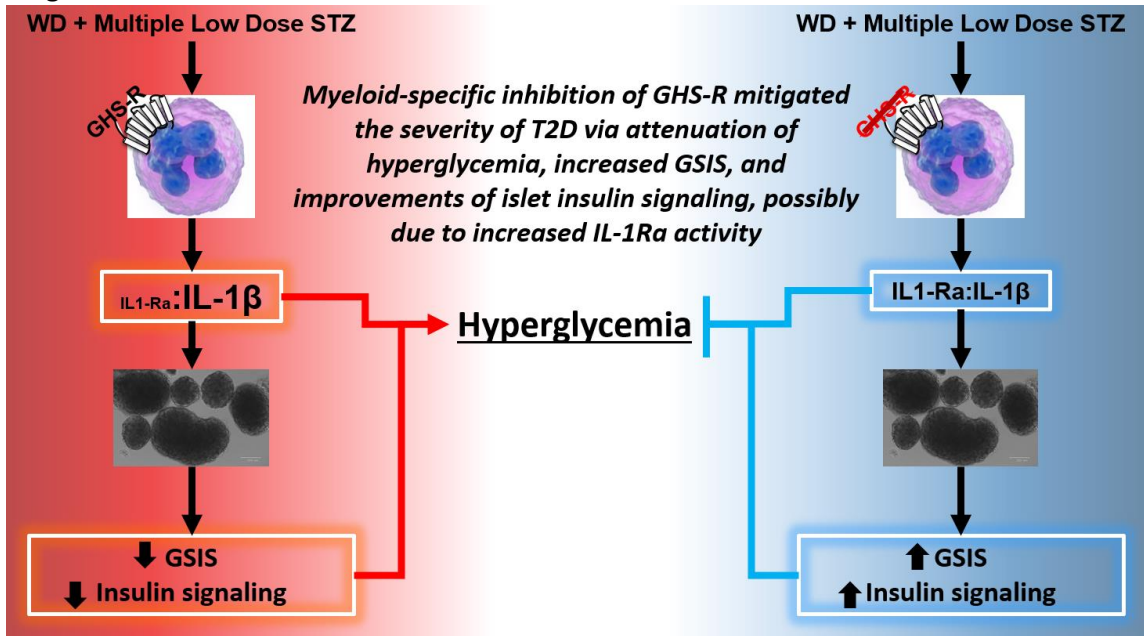 WD + Multiple Low Dose STZ
WD + Multiple Low Dose STZ
GHS-R
GHS-R
Myeloid-specific inhibition of GHS-R mitigated
the severity of T2D via attenuation of
hyperglycemia, increased GSIS, and
improvements of islet insulin signaling, possibly
due to increased IL-1Ra activity
IL1-Ra:IL-1β
IL1-Ra:IL-1β
Hyperglycemia
GSIS
Insulin signaling
GSIS
Insulin signaling